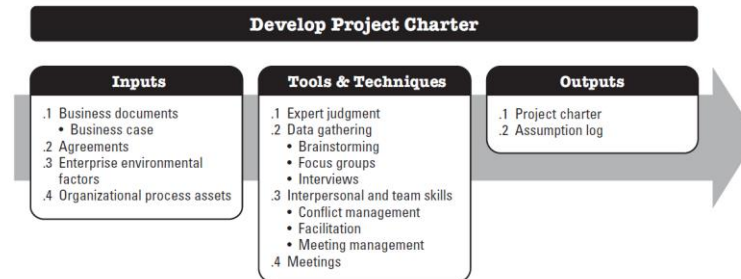 Develop Project Charter
Inputs
.1 Business documents
• Business case
.2 Agreements
.3 Enterprise environmental
factors
.4 Organizational process assets
Tools & Techniques
.1 Expert judgment
.2 Data gathering
• Brainstorming
• Focus groups
• Interviews
.3 Interpersonal and team skills
• Conflict management
• Facilitation
• Meeting management
.4 Meetings
Outputs
.1 Project charter
.2 Assumption log